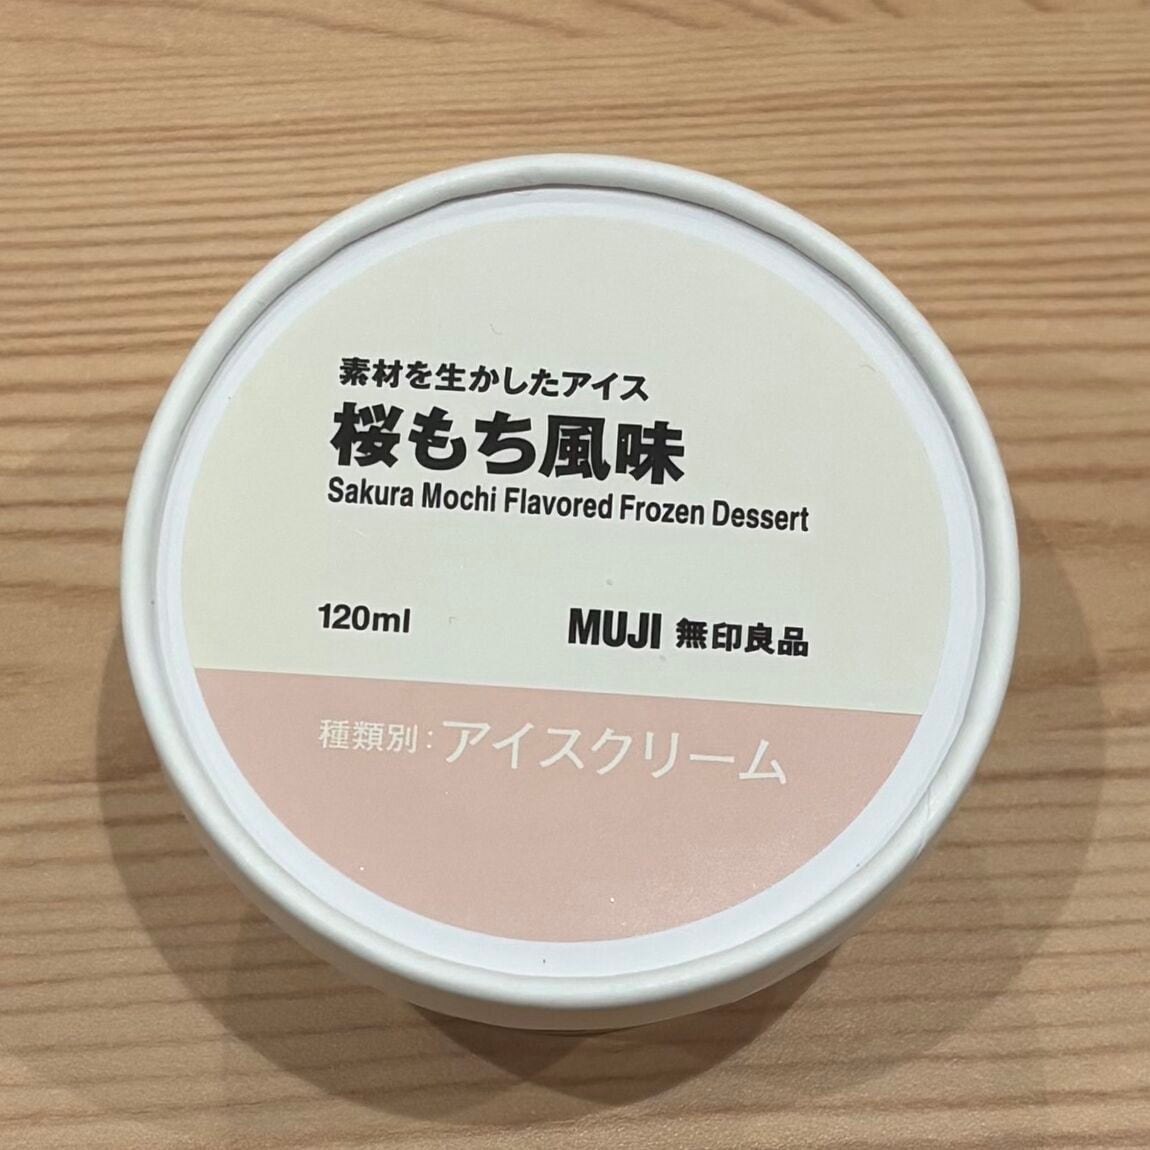 素材を生かしたアイス
桜もち風味
Sakura Mochi Flavored Frozen Dessert
120ml
MUJI 無印良品
種類別:アイスクリーム